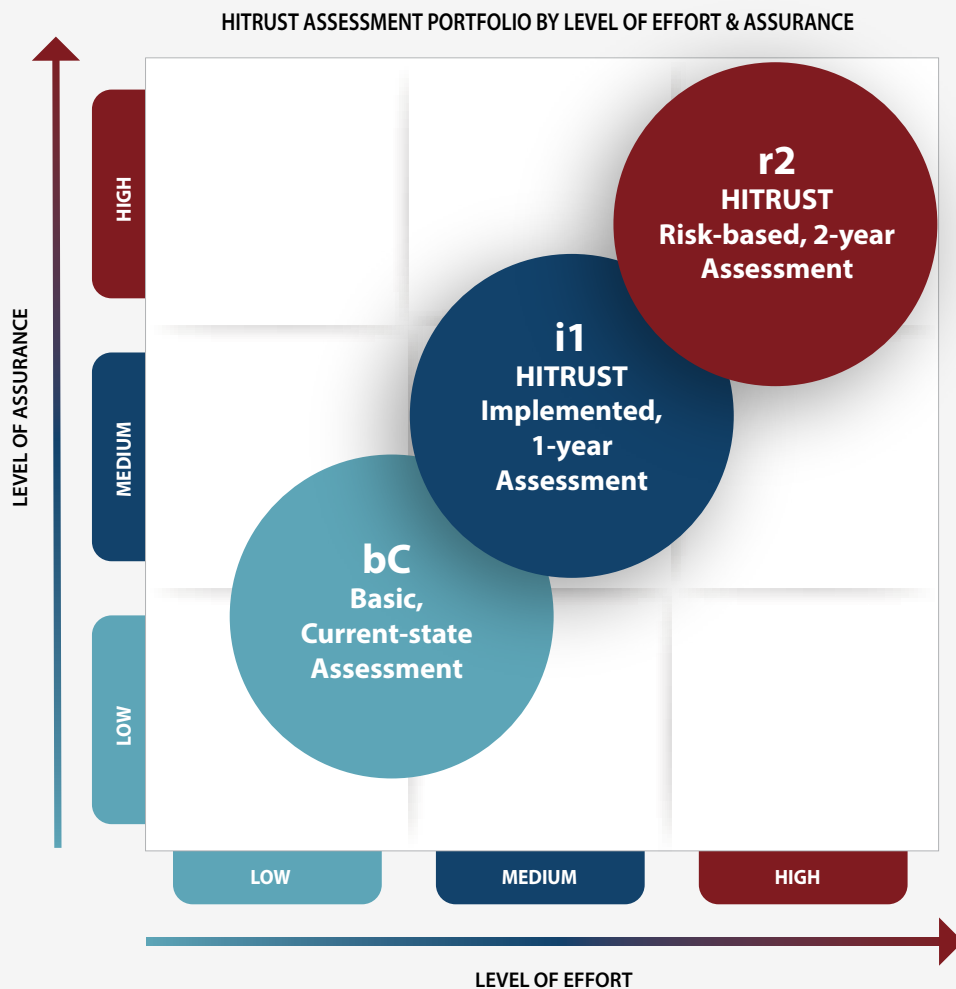 HITRUST ASSESSMENT PORTFOLIO BY LEVEL OF EFFORT & ASSURANCE
LEVEL OF ASSURANCE
HIGH
MEDIUM
LOW
r2
HITRUST
Risk-based, 2-year
Assessment
i1
HITRUST
Implemented,
1-year
Assessment
bC
Basic,
Current-state
Assessment
LOW
MEDIUM
HIGH
LEVEL OF EFFORT